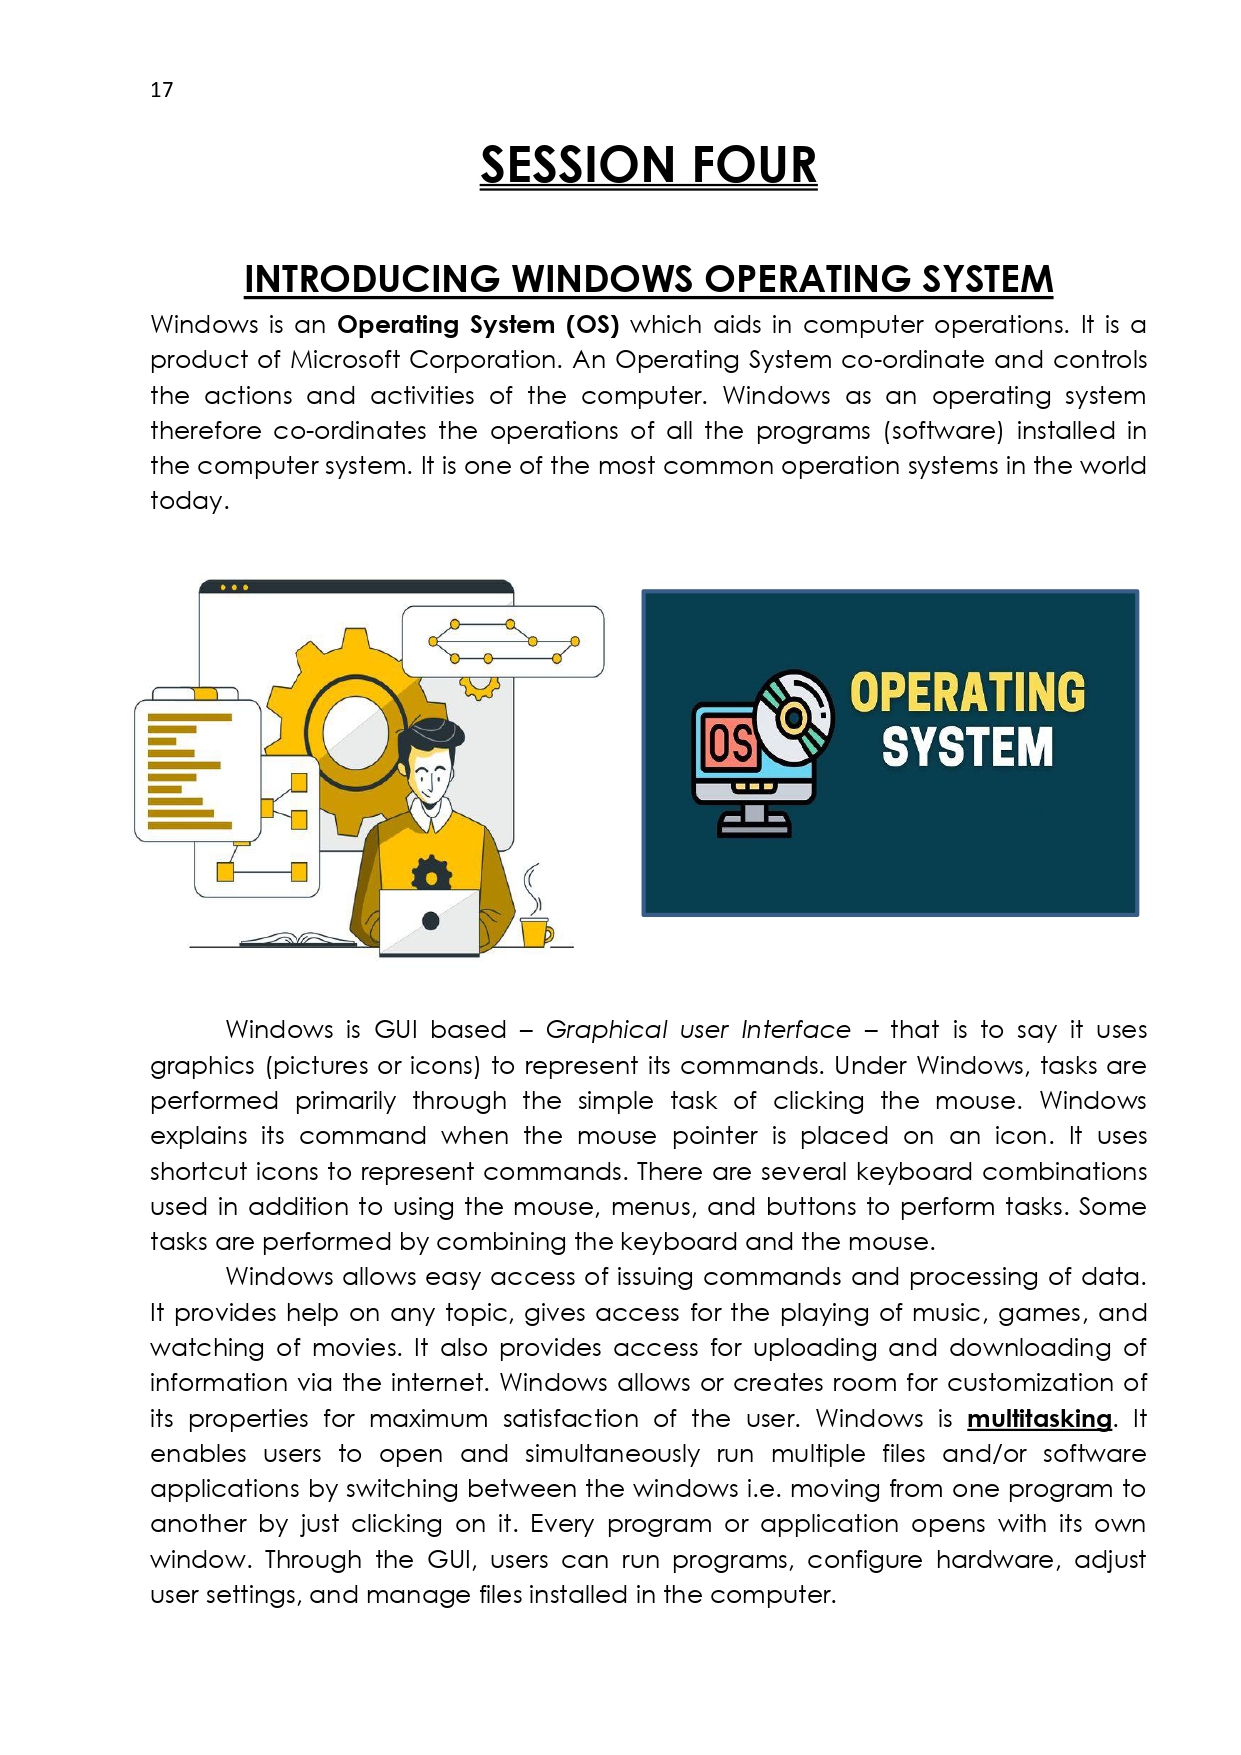 17
SESSION FOUR
INTRODUCING WINDOWS OPERATING SYSTEM
Windows is an Operating System (OS) which aids in computer operations. It is a
product of Microsoft Corporation. An Operating System co-ordinate and controls
the actions and activities of the computer. Windows as an operating system
therefore co-ordinates the operations of all the programs (software) installed in
the computer system. It is one of the most common operation systems in the world
today.
OS
OPERATING
SYSTEM
Windows is GUI based – Graphical user Interface – that is to say it uses
graphics (pictures or icons) to represent its commands. Under Windows, tasks are
performed primarily through the simple task of clicking the mouse. Windows
explains its command when the mouse pointer is placed on an icon. It uses
shortcut icons to represent commands. There are several keyboard combinations
used in addition to using the mouse, menus, and buttons to perform tasks. Some
tasks are performed by combining the keyboard and the mouse.
Windows allows easy access of issuing commands and processing of data.
It provides help on any topic, gives access for the playing of music, games, and
watching of movies. It also provides access for uploading and downloading of
information via the internet. Windows allows or creates room for customization of
its properties for maximum satisfaction of the user. Windows is multitasking. It
enables users to open and simultaneously run multiple files and/or software
applications by switching between the windows i.e. moving from one program to
another by just clicking on it. Every program or application opens with its own
window. Through the GUI, users can run programs, configure hardware, adjust
user settings, and manage files installed in the computer.